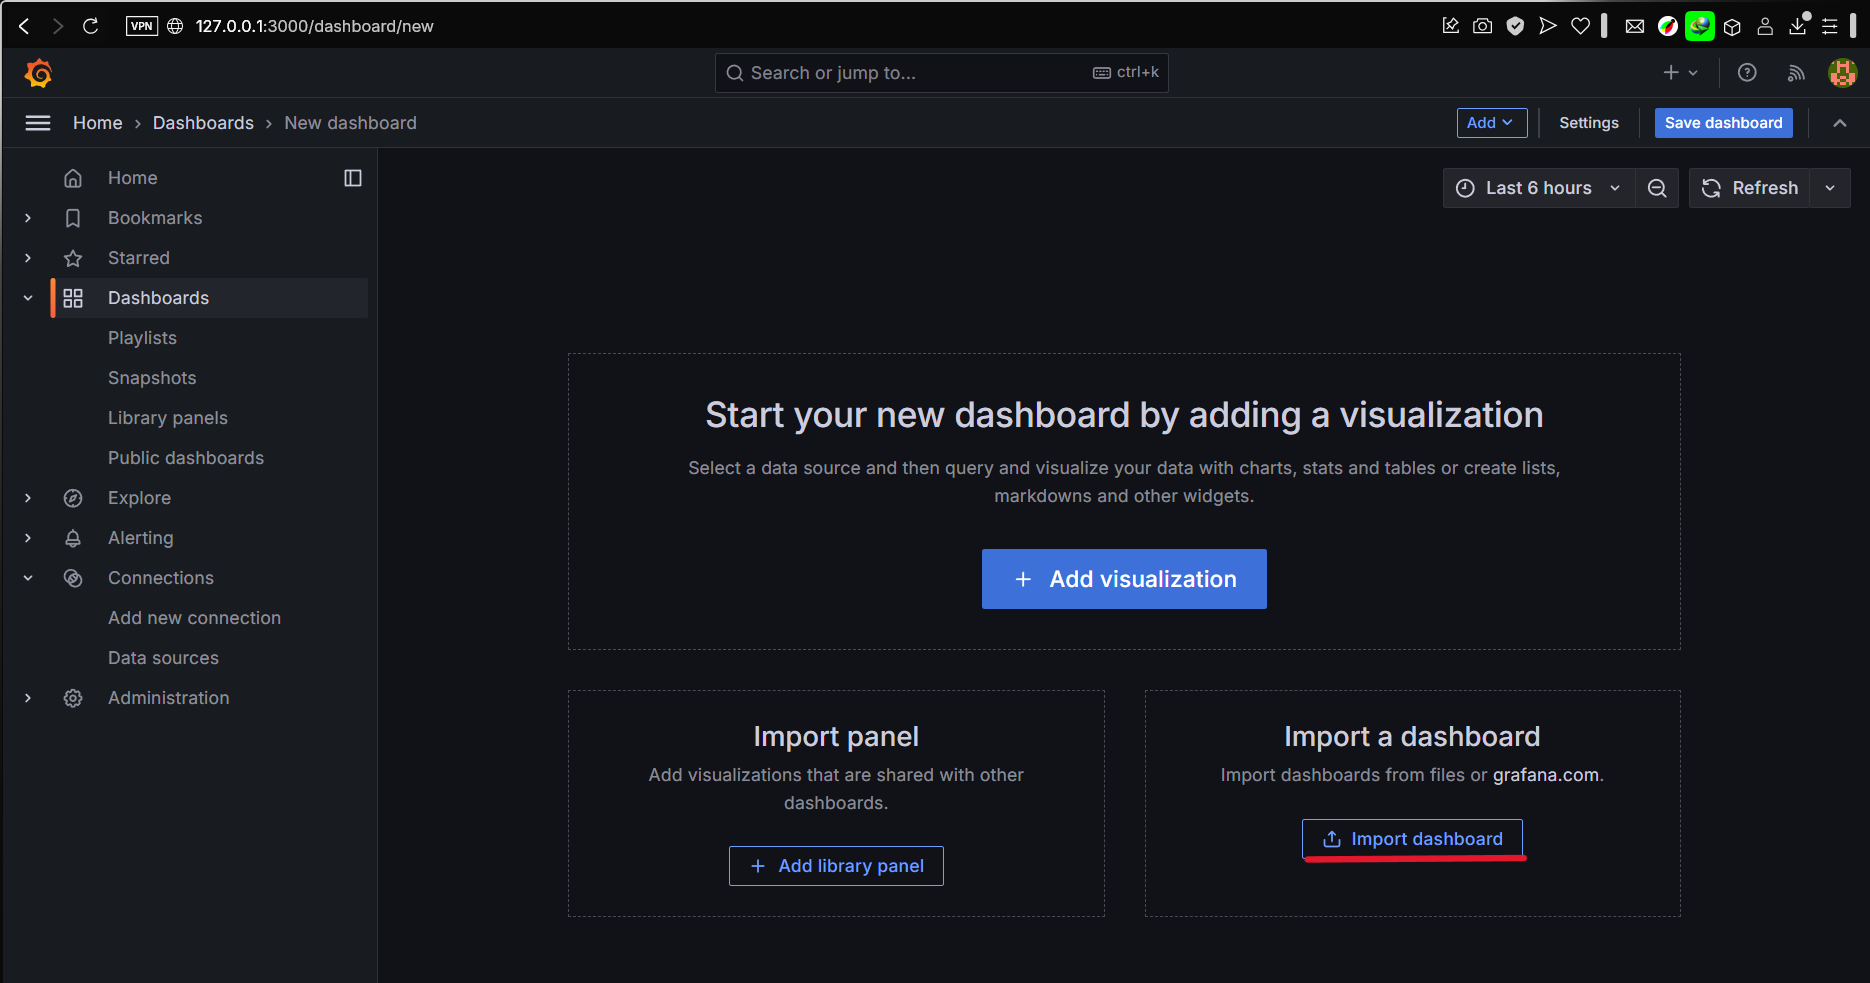 VPN 127.0.0.1:3000/dashboard/new
Search or jump to... ctrl+k
Home › Dashboards › New dashboard
Add
Settings
Save dashboard
Home
Bookmarks
Starred
Dashboards
Playlists
Snapshots
Library panels
Public dashboards
Explore
Alerting
Connections
Add new connection
Data sources
Administration
Last 6 hours
Refresh
Start your new dashboard by adding a visualization
Select a data source and then query and visualize your data with charts, stats and tables or create lists,
markdowns and other widgets.
+ Add visualization
Import panel
Add visualizations that are shared with other
dashboards.
+ Add library panel
Import a dashboard
Import dashboards from files or grafana.com.
Import dashboard